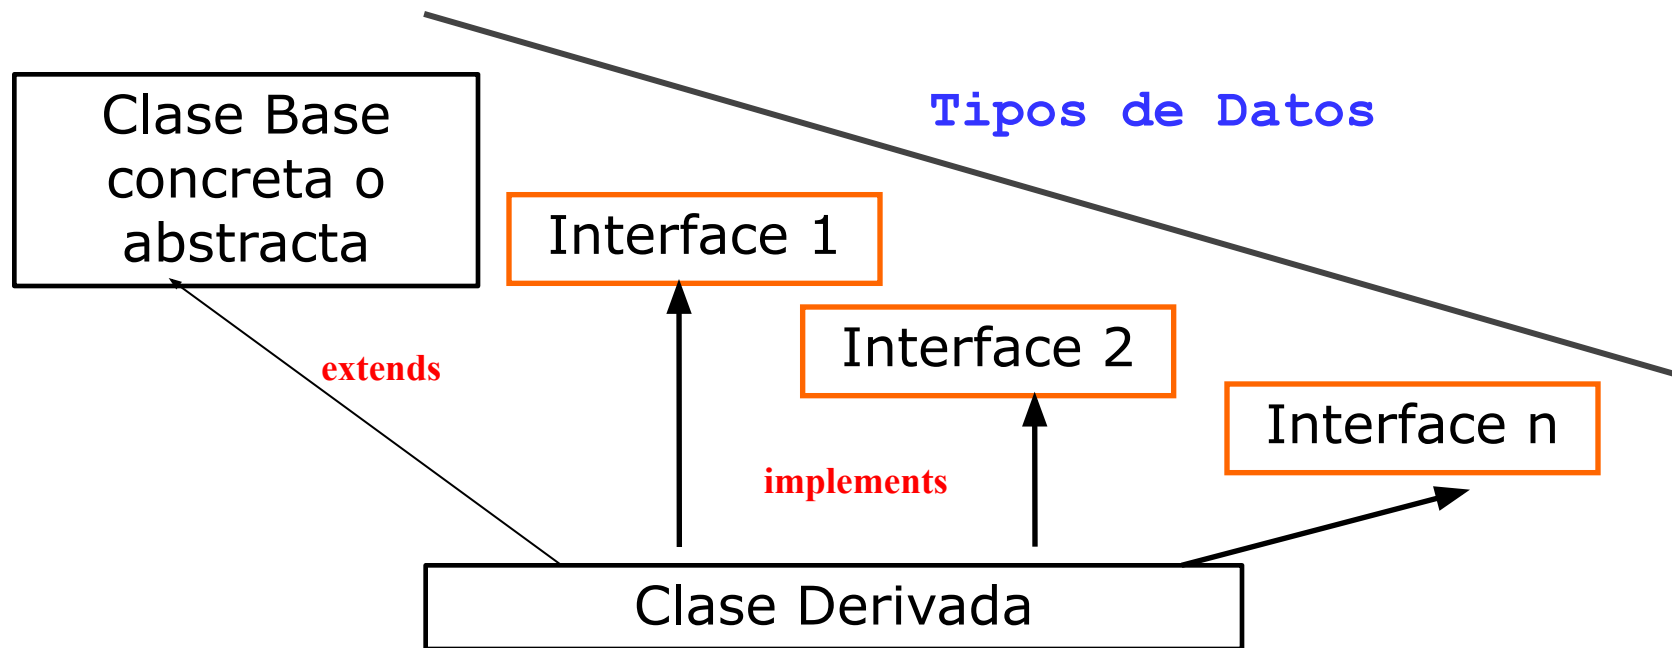 Tipos de Datos
Clase Base
concreta o
abstracta
Interface 1
Interface 2
Interface n
extends
implements
Clase Derivada